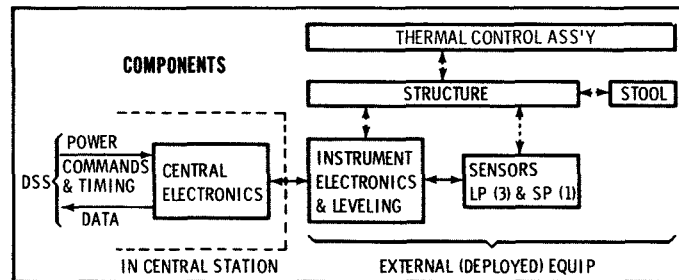 THERMAL CONTROL ASS'Y
COMPONENTS
STRUCTURE
STOOL
POWER
COMMANDS
& TIMING
DSS
DATA
CENTRAL
ELECTRONICS
INSTRUMENT
ELECTRONICS
& LEVELING
SENSORS
LP (3) & SP (1)
IN CENTRAL STATION
EXTERNAL (DEPLOYED) EQUIP